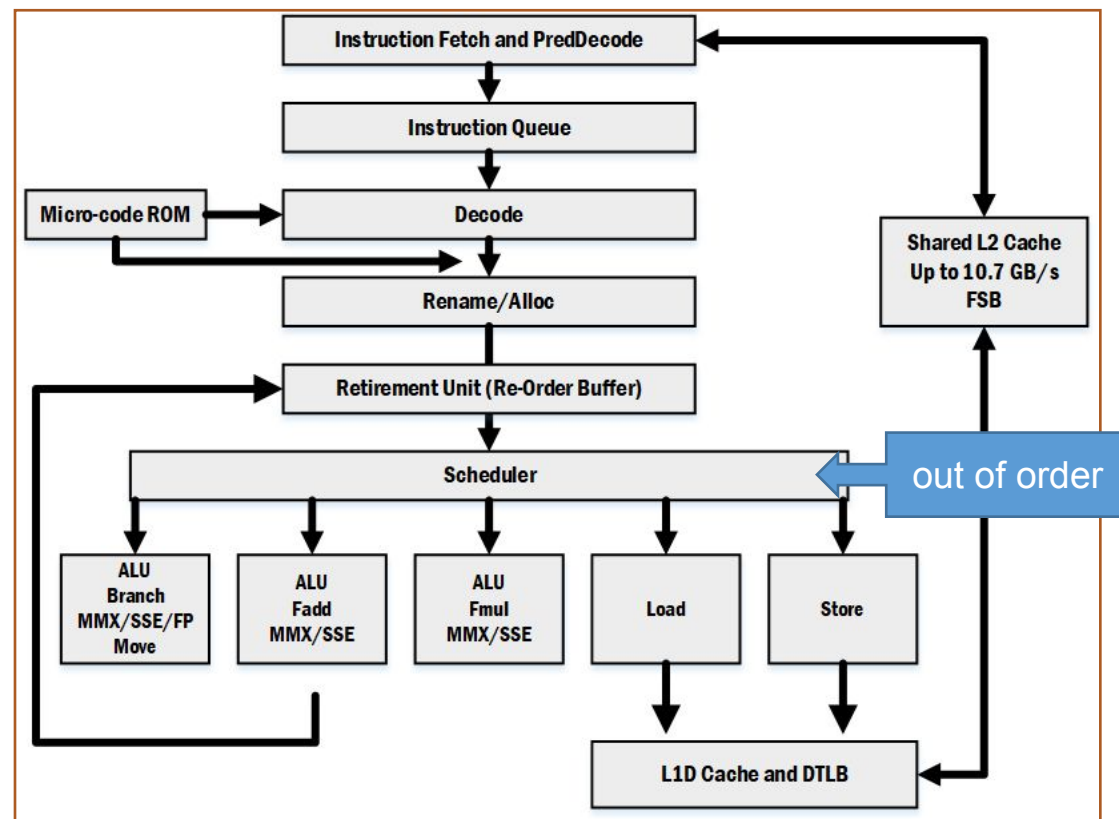 Instruction Fetch and PredDecode
Instruction Queue
Micro-code ROM
Decode
Shared L2 Cache
Up to 10.7 GB/s
FSB
Rename/Alloc
Retirement Unit (Re-Order Buffer)
Scheduler
out of order
ALU
Branch
MMX/SSE/FP
Move
ALU
Fadd
MMX/SSE
ALU
Fmul
MMX/SSE
Load
Store
L1D Cache and DTLB